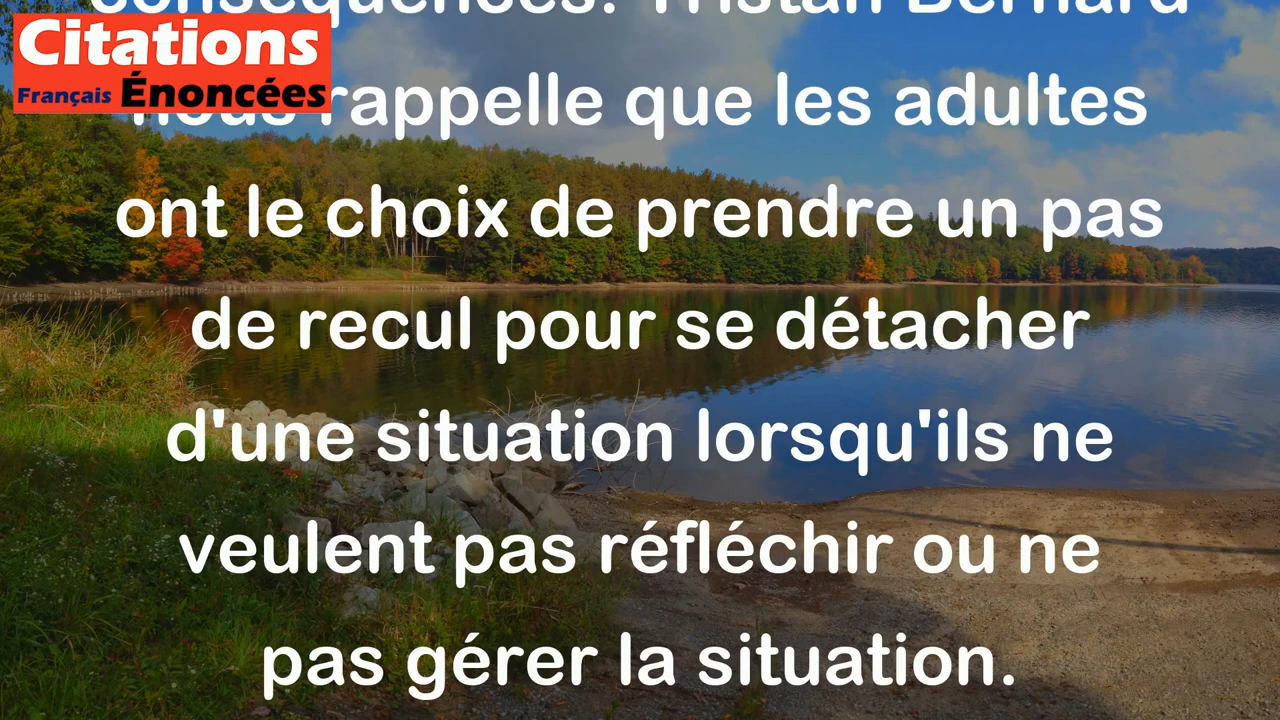 conséquences. Tristan Bernard
Citations
Français Énoncées
nous rappelle que les adultes
ont le choix de prendre un pas
de recul pour se détacher
d'une situation lorsqu'ils ne
veulent pas réfléchir ou ne
pas gérer la situation.